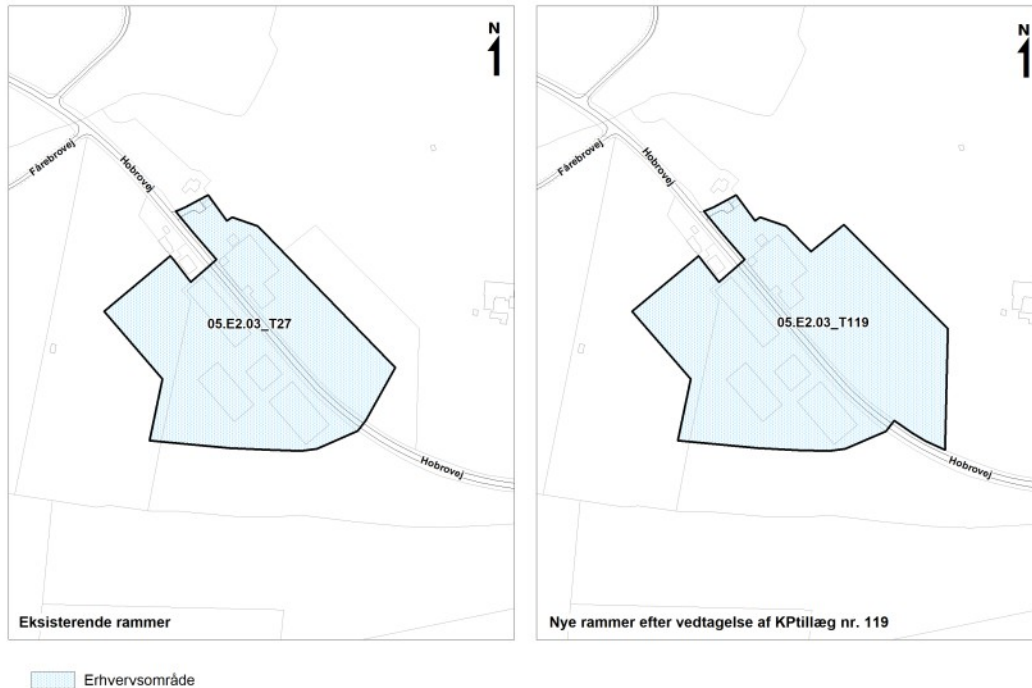 N
Fårebrovej
Hobrovej
05.E2.03_T27
Hobrovej
Eksisterende rammer
N
Fårebrovej
Hobrovej
05.E2.03_T119
Hobrovej
Nye rammer efter vedtagelse af KPtillæg nr. 119
Erhvervsområde